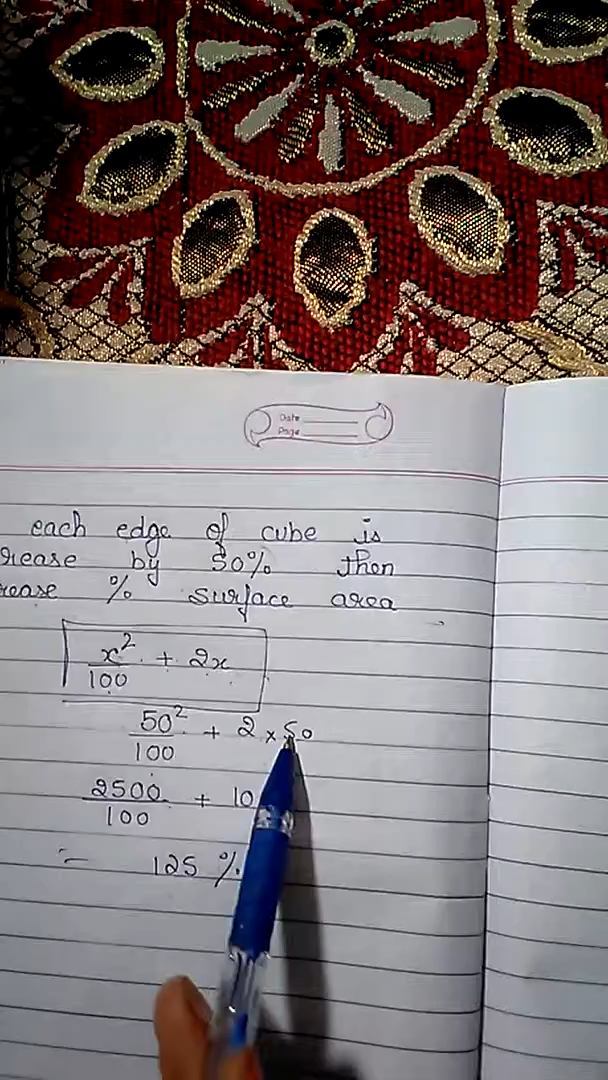 Date
Page
each edge of cube is
rease by 50% then
rease % surface area
x²/100 + 2x
50²/100 + 2 × 50
2500/100 + 10
= 125 %